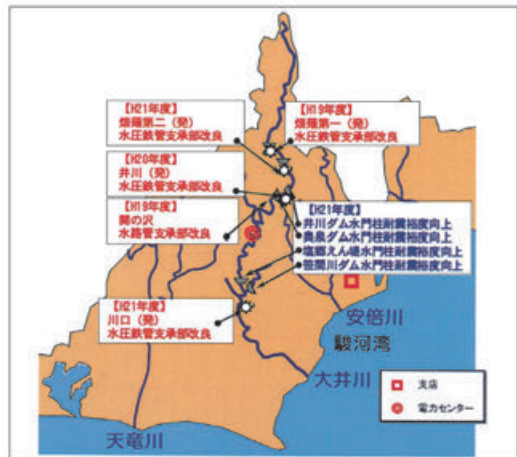 【H21年度】
畑薙第二（発）
水圧鉄管支承部改良
【H19年度】
畑薙第一（発）
水圧鉄管支承部改良
【H20年度】
井川（発）
水圧鉄管支承部改良
【H19年度】
関の沢
水路管支承部改良
【H21年度】
井川ダム水門柱耐震裕度向上
奥泉ダム水門柱耐震裕度向上
塩郷えん堤水門柱耐震裕度向上
笹間川ダム水門柱耐震裕度向上
【H21年度】
川口（発）
水圧鉄管支承部改良
安倍川
駿河湾
大井川
天竜川
支店
電力センター